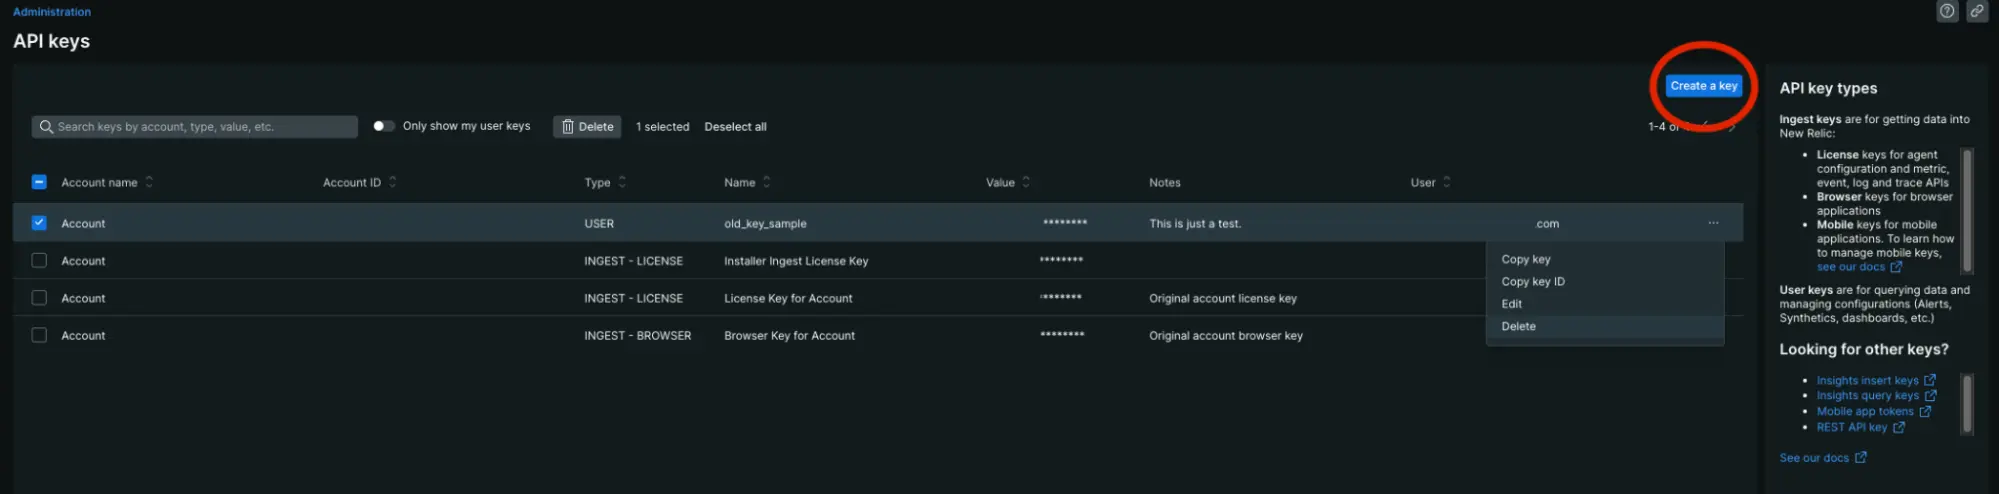 Administration
API keys
Create a key
Search keys by account, type, value, etc.
Only show my user keys
Delete
1 selected
Deselect all
1-4 of
Account name
Account ID
Type
Name
Value
Notes
User
Account USER old_key_sample ******** This is just a test. .com ...
Account INGEST - LICENSE Installer Ingest License Key ********
Account INGEST - LICENSE License Key for Account ******* Original account license key
Account INGEST - BROWSER Browser Key for Account ******** Original account browser key
Copy key
Copy key ID
Edit
Delete
API key types
Ingest keys are for getting data into
New Relic:
• License keys for agent
configuration and metric,
event, log and trace APIs
• Browser keys for browser
applications
• Mobile keys for mobile
applications. To learn how
to manage mobile keys,
see our docs
User keys are for querying data and
managing configurations (Alerts,
Synthetics, dashboards, etc.)
Looking for other keys?
• Insights insert keys
• Insights query keys
• Mobile app tokens
• REST API key
See our docs